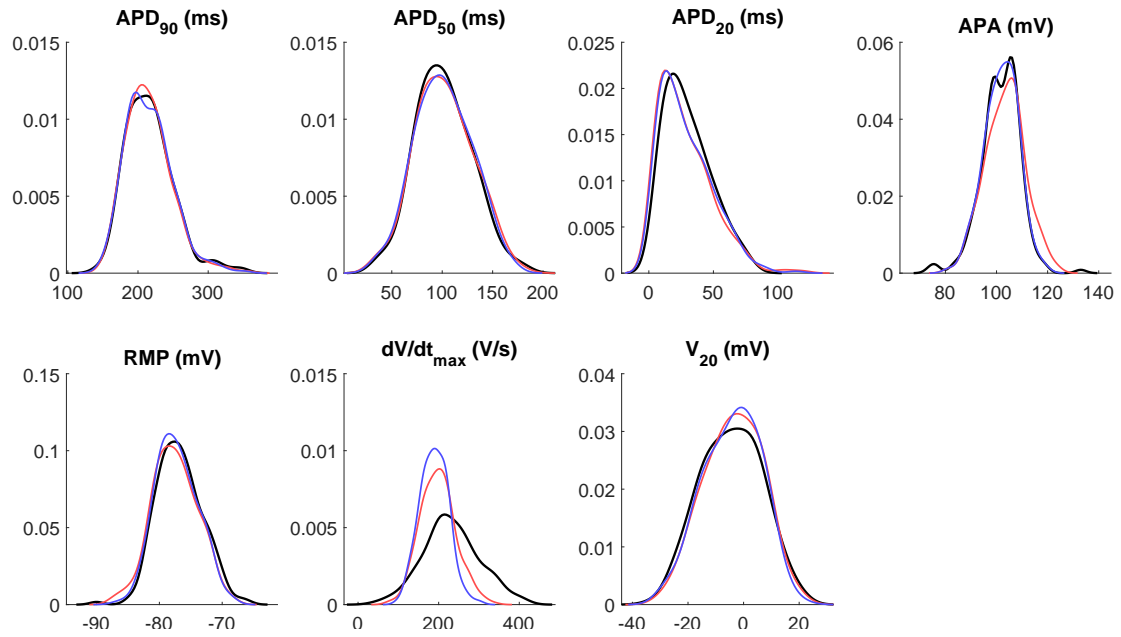 APD90 (ms)
0.015
0.01
0.005
0
100 200 300
APD50 (ms)
0.015
0.01
0.005
0
50 100 150 200
APD20 (ms)
0.025
0.02
0.015
0.01
0.005
0
0 50 100
APA (mV)
0.06
0.04
0.02
0
80 100 120 140
RMP (mV)
0.15
0.1
0.05
0
-90 -80 -70
dV/dtmax (V/s)
0.015
0.01
0.005
0
0 200 400
V20 (mV)
0.04
0.03
0.02
0.01
0
-40 -20 0 20